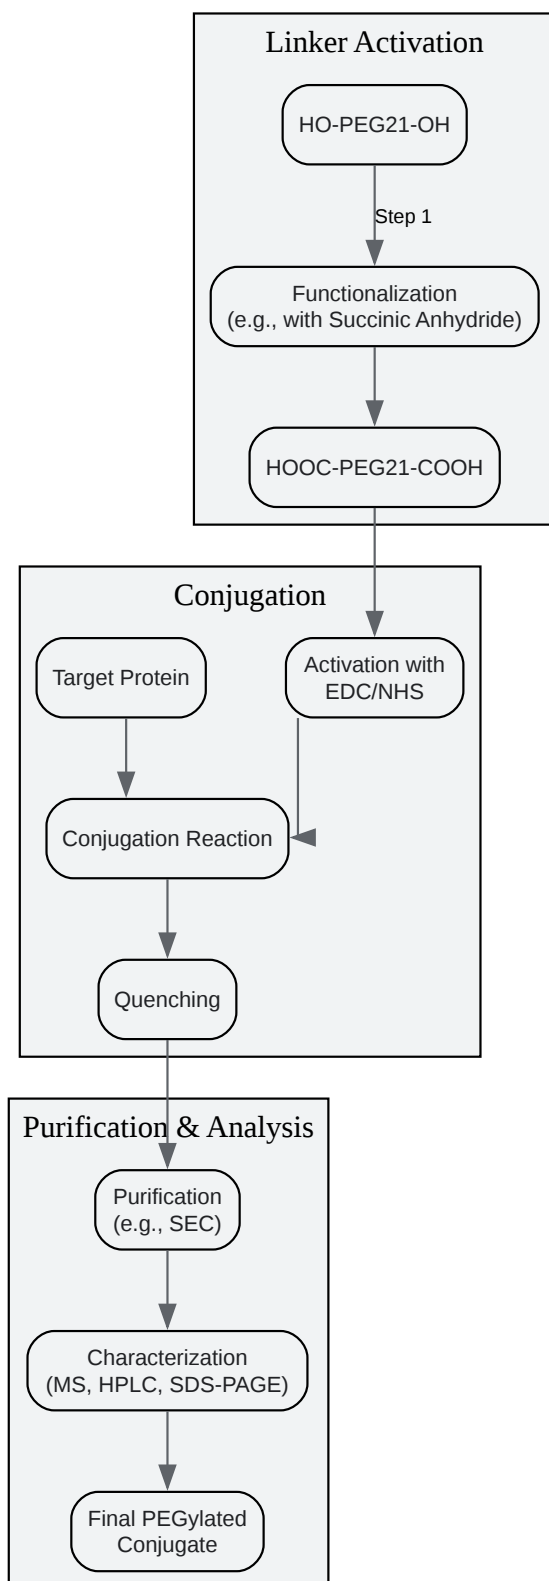 Linker Activation
HO-PEG21-OH
Step 1
Functionalization
(e.g., with Succinic Anhydride)
HOOC-PEG21-COOH
Conjugation
Target Protein
Activation with
EDC/NHS
Conjugation Reaction
Quenching
Purification & Analysis
Purification
(e.g., SEC)
Characterization
(MS, HPLC, SDS-PAGE)
Final PEGylated
Conjugate